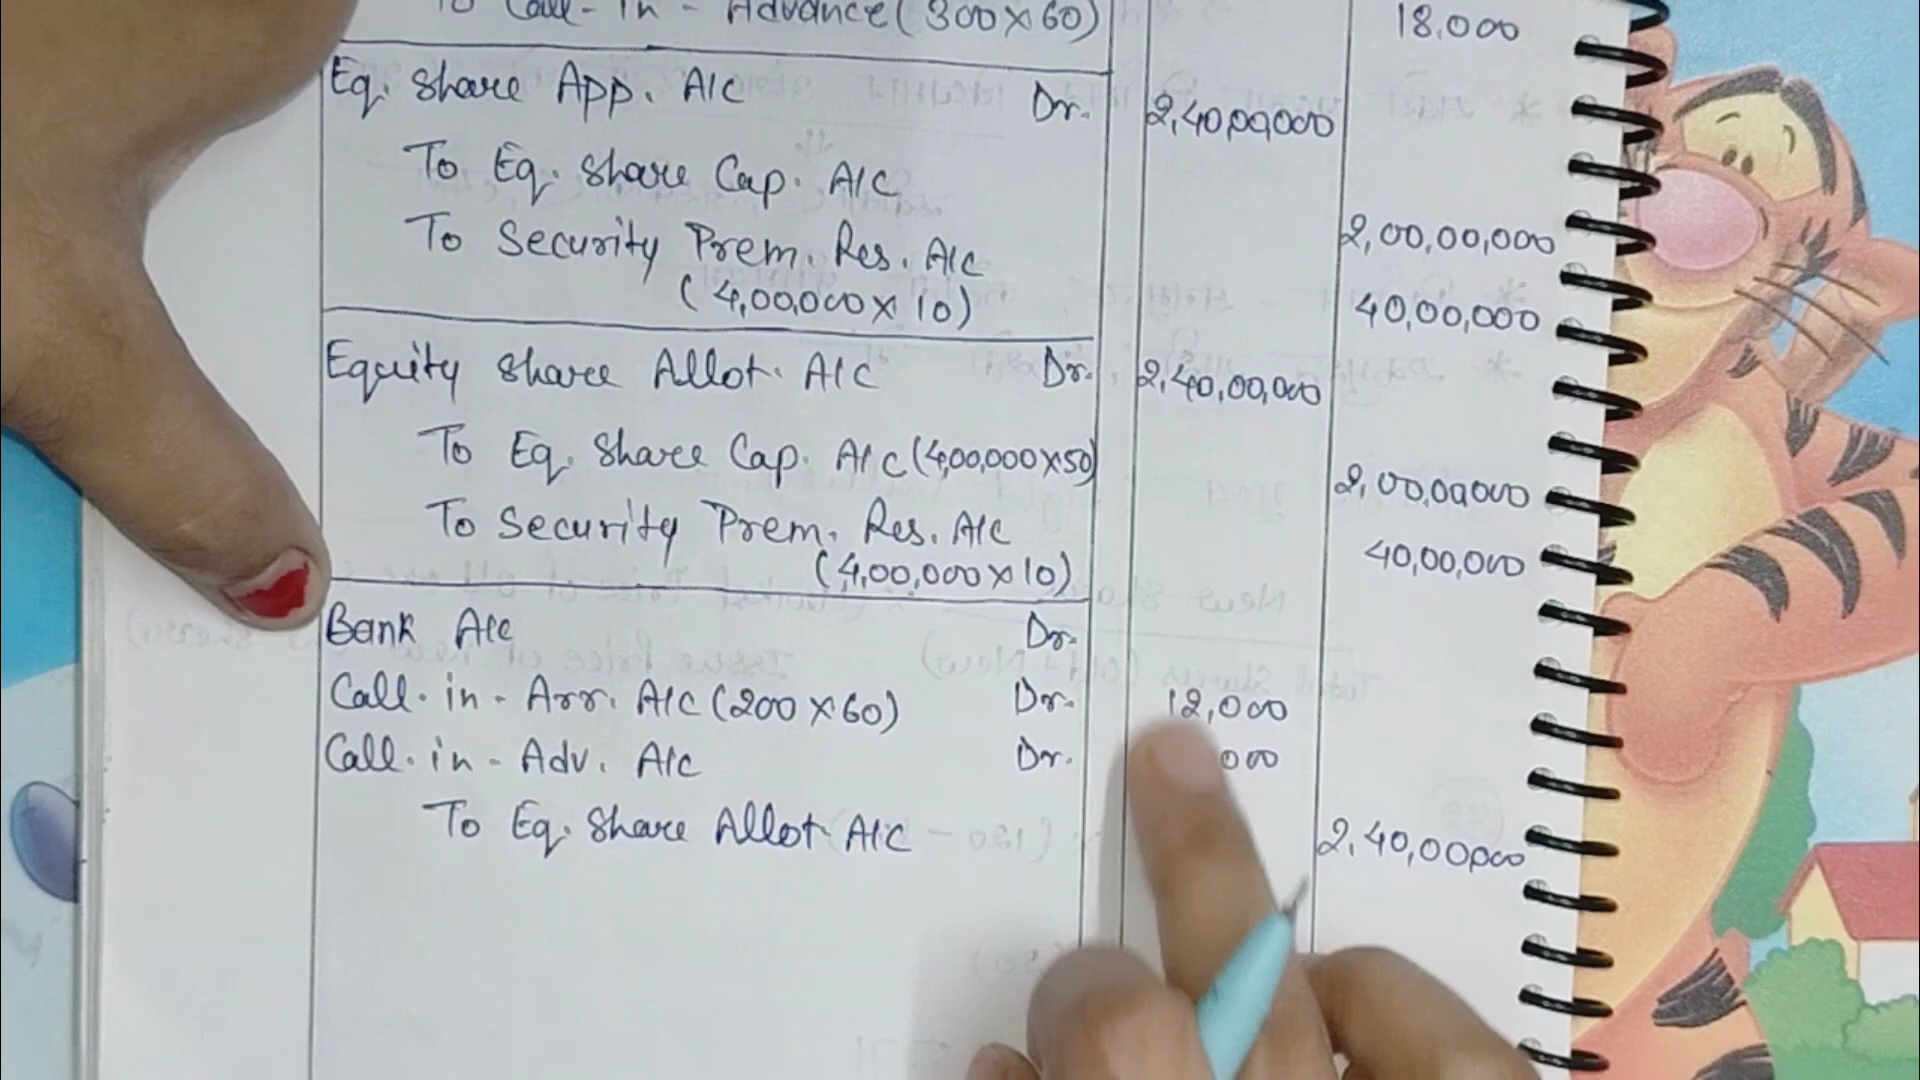 To Call-in-Advance (300×60) 18,000
Eq. Share App. A/C Dr. 2,40,00,000
To Eq. Share Cap. A/C 2,00,00,000
To Security Prem. Res. A/C 40,00,000
(4,00,000×10)
Equity Share Allot. A/C Dr. 2,40,00,000
To Eq. Share Cap. A/C (4,00,000×50) 2,00,00,000
To Security Prem. Res. A/C 40,00,000
(4,00,000×10)
Bank A/C Dr.
Call-in-Arr. A/C (200×60) Dr. 12,000
Call-in-Adv. A/C Dr. 000
To Eq. Share Allot A/C 2,40,00,000